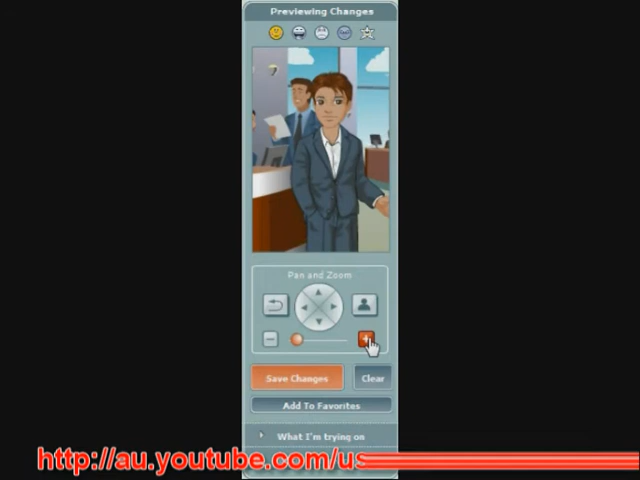 Previewing Changes
Pan and Zoom
Save Changes
Clear
Add To Favorites
What I'm trying on
http://au.youtube.com/us